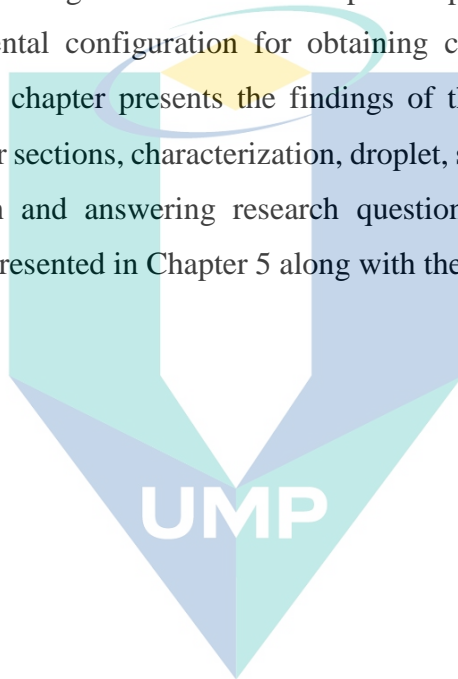 ental configuration for obtaining c
chapter presents the findings of t
r sections, characterization, droplet, s
and answering research question
resented in Chapter 5 along with the
UMP